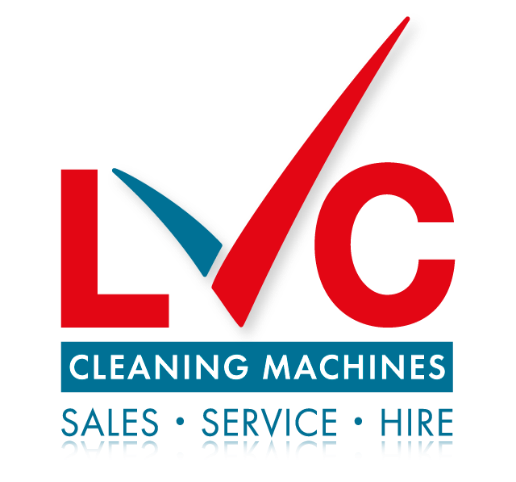 LVC
CLEANING MACHINES
SALES • SERVICE • HIRE